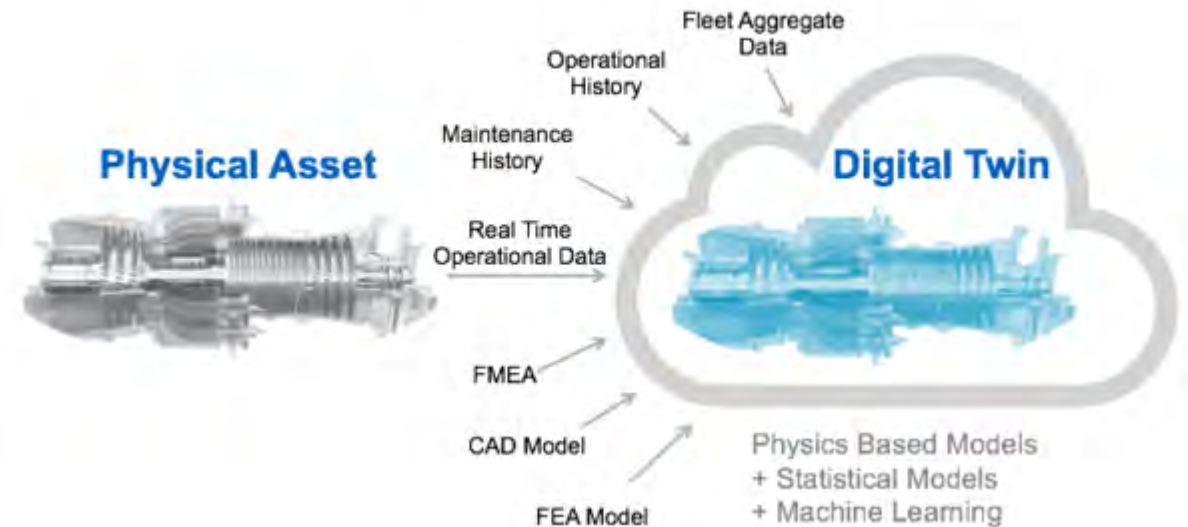 Fleet Aggregate
Data
Operational
History
Maintenance
History
Physical Asset
Digital Twin
Real Time
Operational Data
FMEA
CAD Model
FEA Model
Physics Based Models
+ Statistical Models
+ Machine Learning